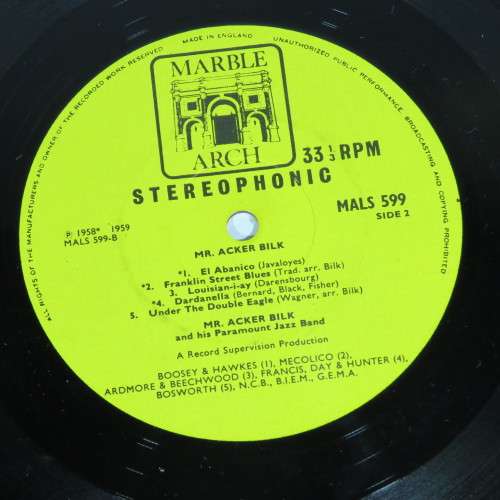 ALL RIGHTS OF THE MANUFACTURERS AND OWNER OF THE RECORDED WORK RESERVED
MADE IN ENGLAND
UNAUTHORIZED PUBLIC PERFORMANCE, BROADCASTING AND COPYING PROHIBITED
MARBLE
ARCH
33 1/3 RPM
STEREOPHONIC
MALS 599
SIDE 2
℗ 1958* 1959
MALS 599-B
MR. ACKER BILK
*1. El Abanico (Javaloyes)
*2. Franklin Street Blues (Trad. arr. Bilk)
3. Louisian-i-ay (Darensbourg)
*4. Dardanella (Bernard, Black, Fisher)
5. Under The Double Eagle (Wagner, arr. Bilk)
MR. ACKER BILK
and his Paramount Jazz Band
A Record Supervision Production
BOOSEY & HAWKES (1), MECOLICO (2),
ARDMORE & BEECHWOOD (3), FRANCIS, DAY & HUNTER (4),
BOSWORTH (5), N.C.B., B.I.E.M., G.E.M.A.